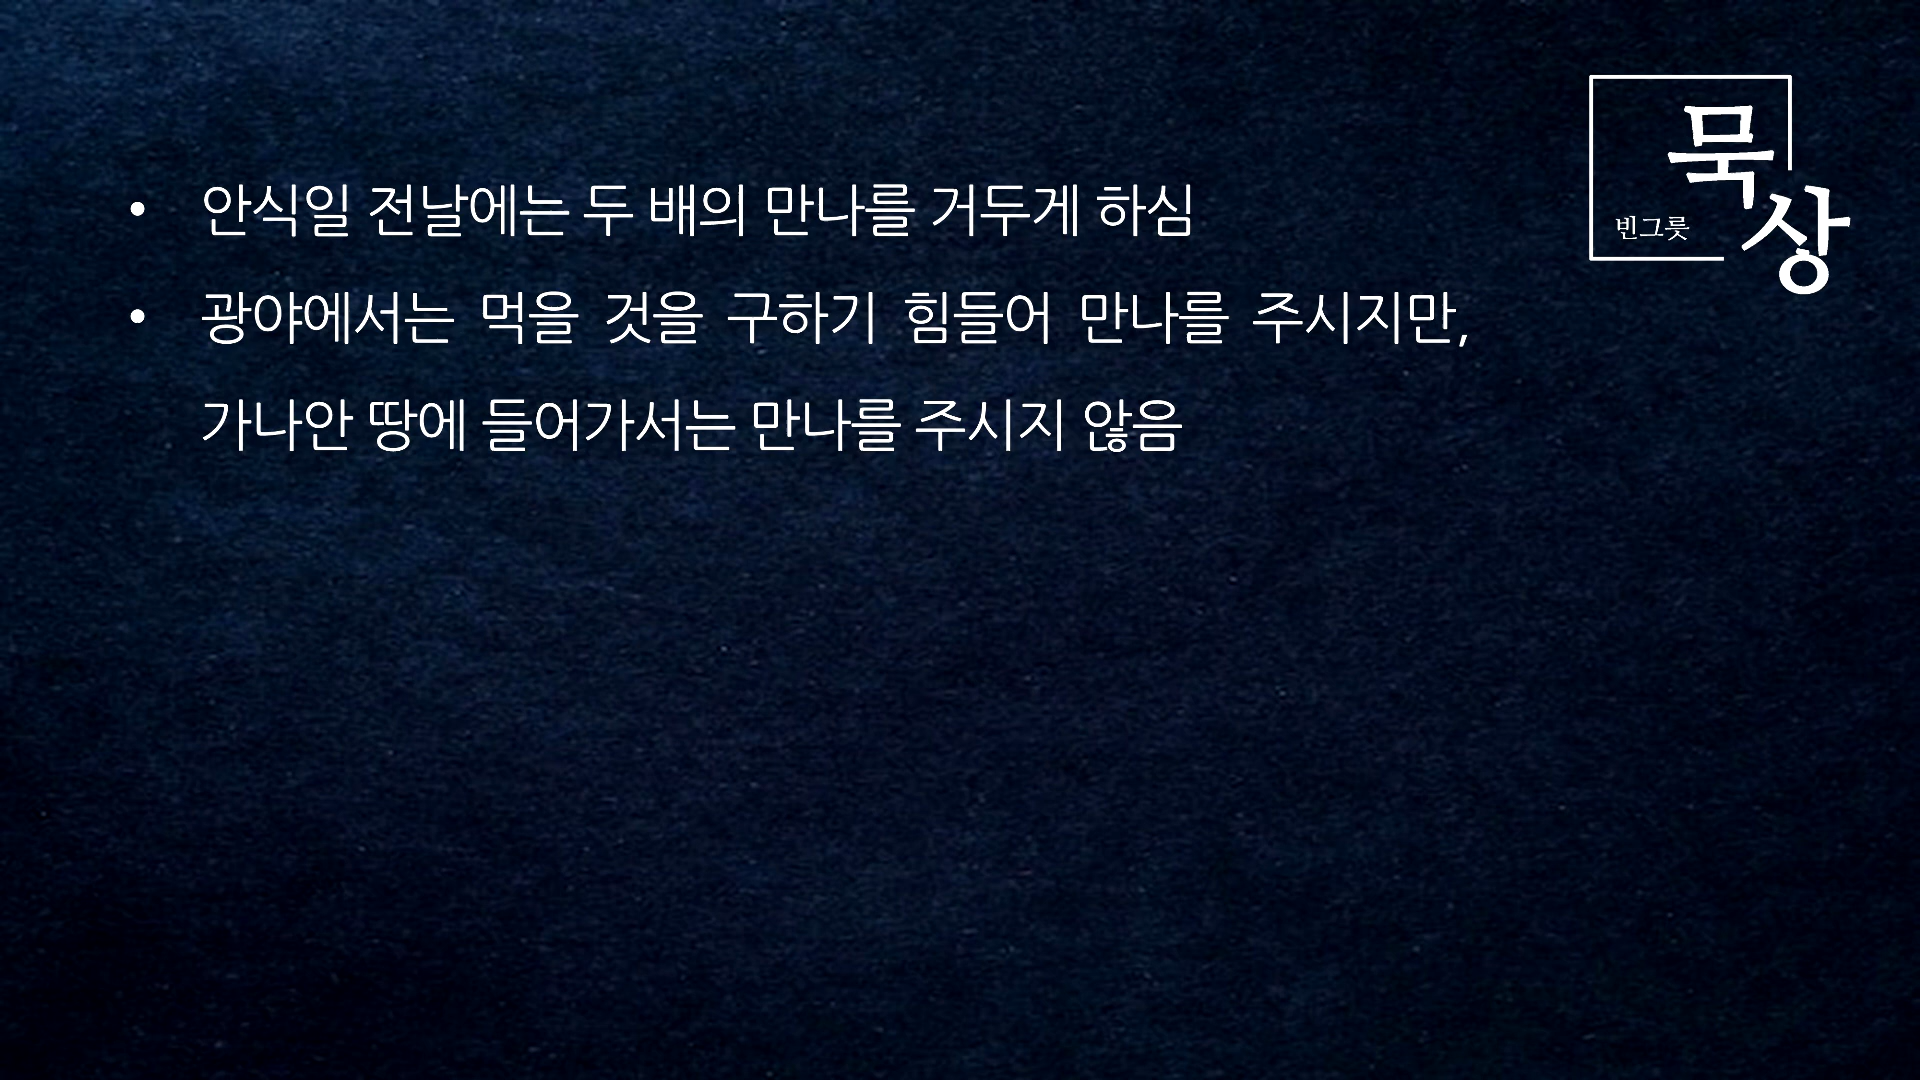 묵상
빈그릇
• 안식일 전날에는 두 배의 만나를 거두게 하심
• 광야에서는 먹을 것을 구하기 힘들어 만나를 주시지만,
가나안 땅에 들어가서는 만나를 주시지 않음